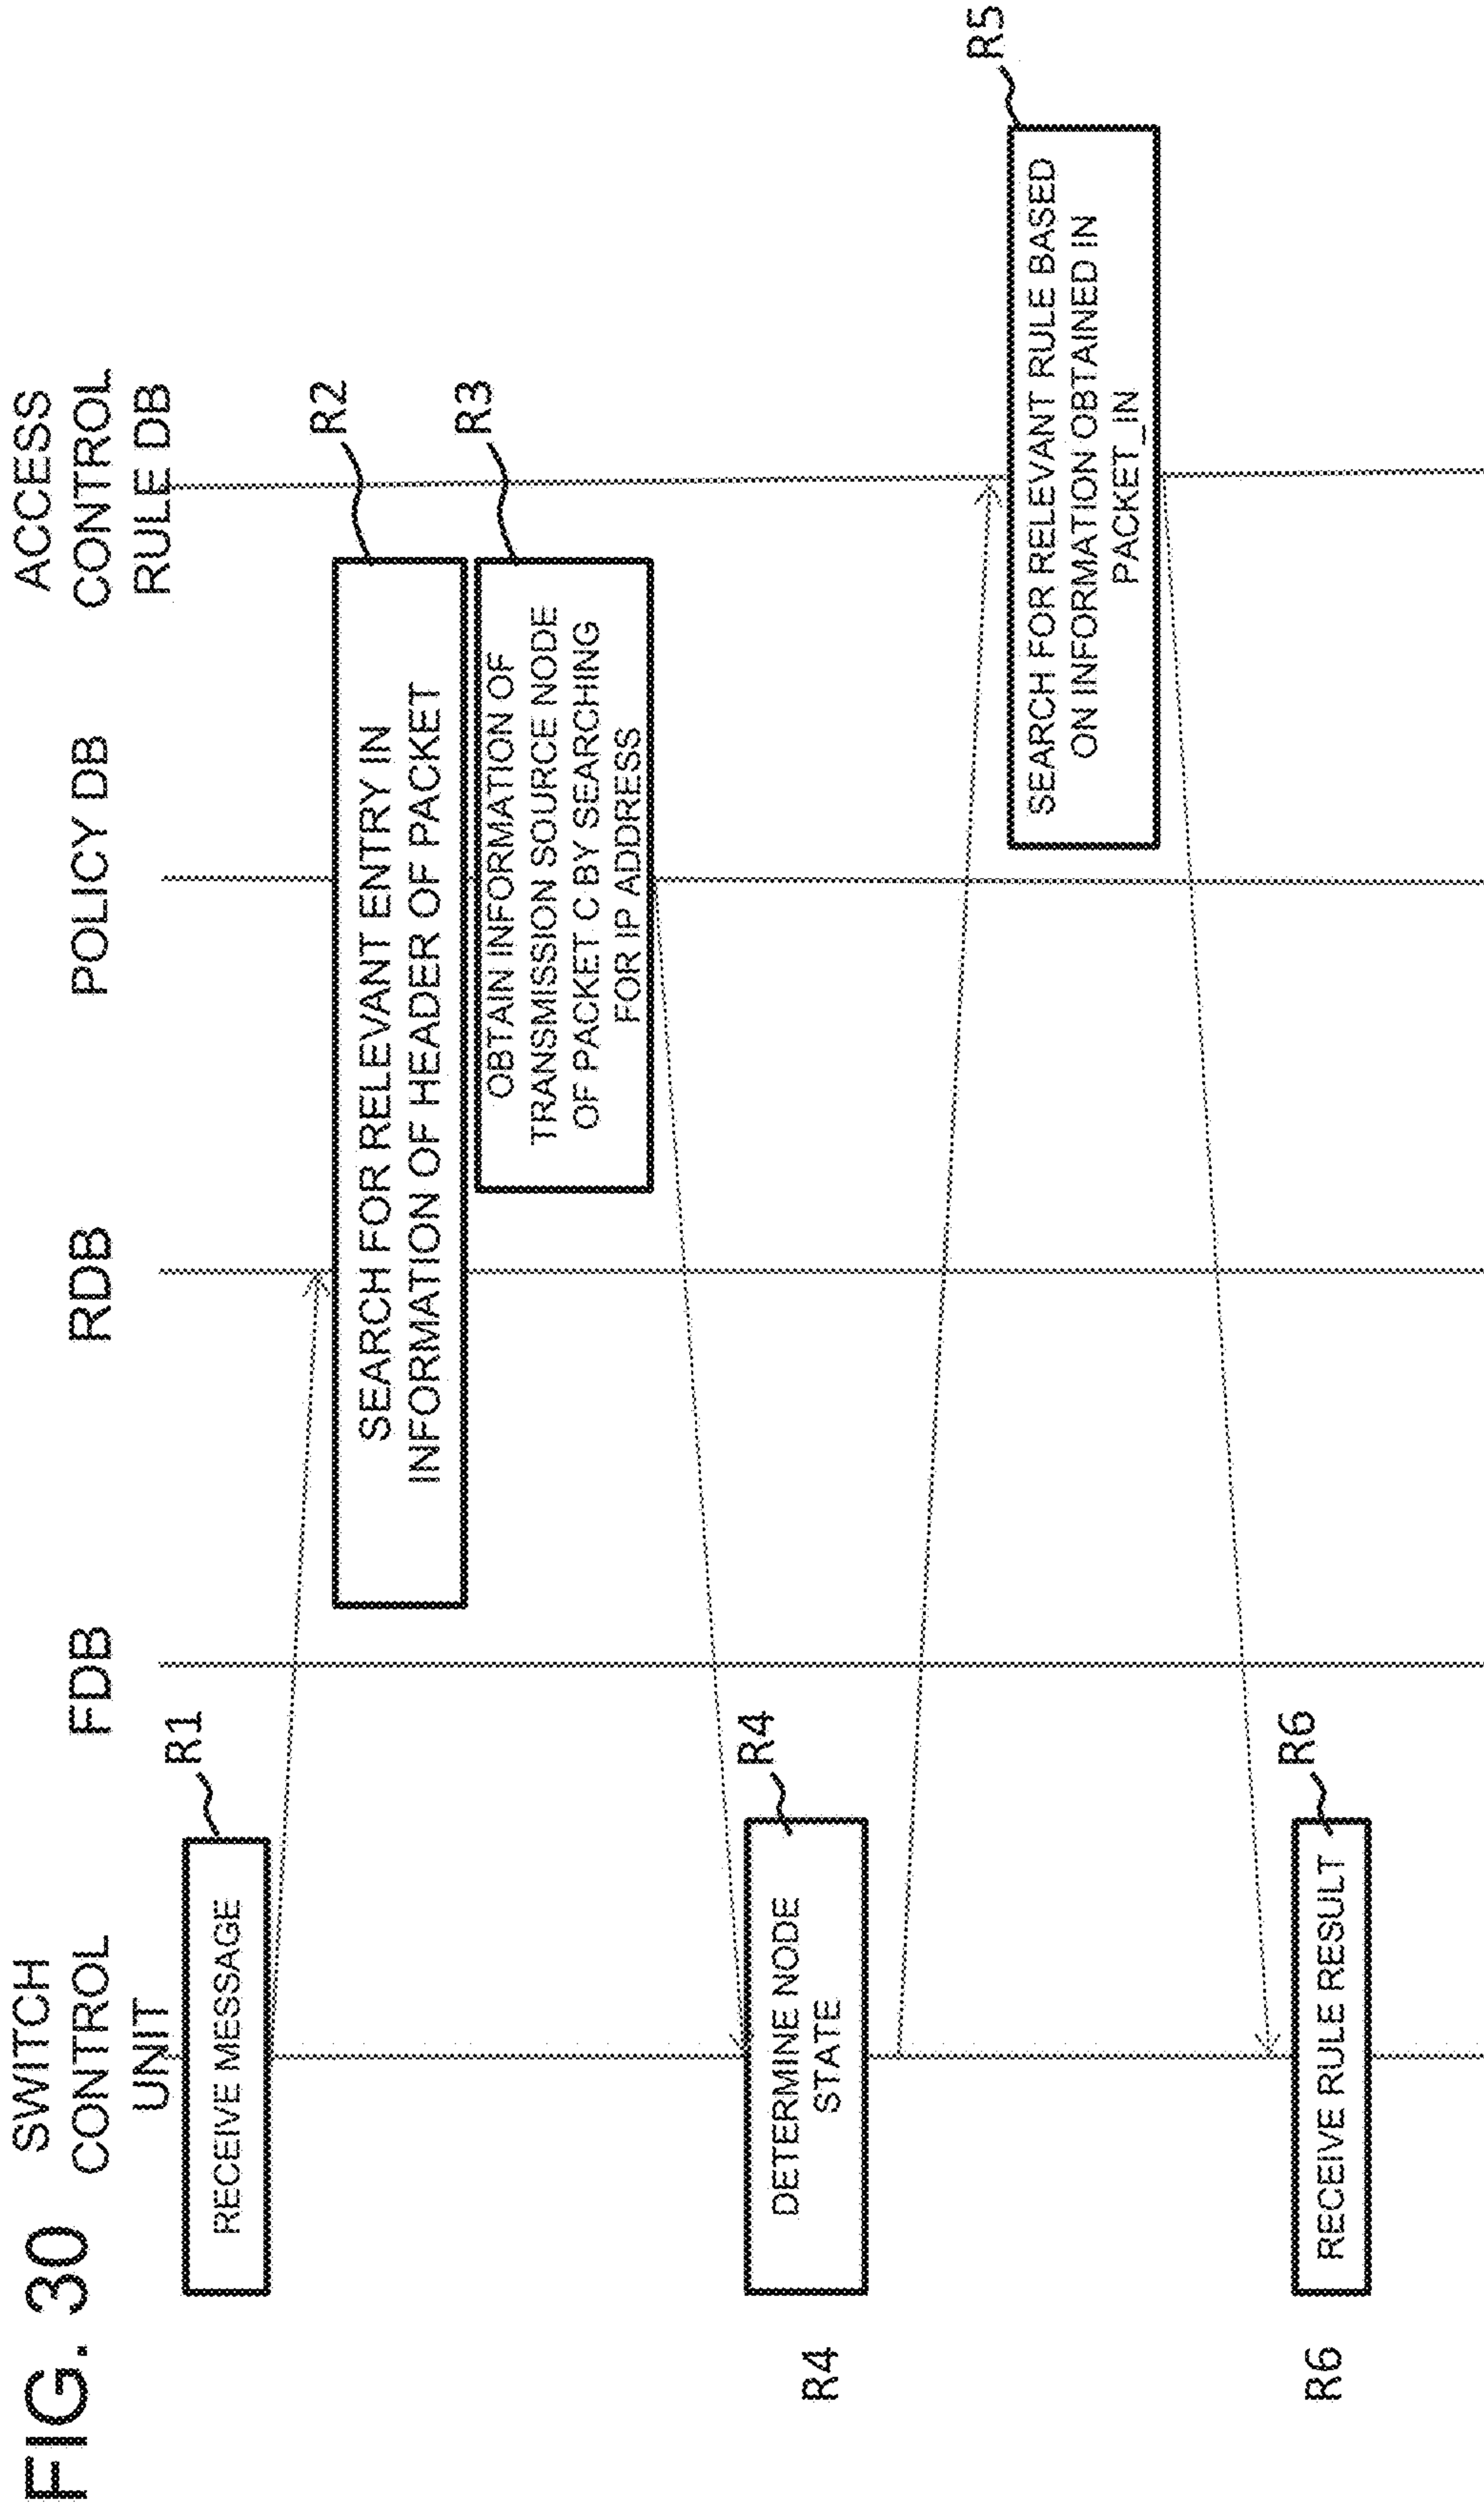 FIG. 30
SWITCH
CONTROL
UNIT
FDB
RDB
POLICY DB
ACCESS
CONTROL
RULE DB
R1
RECEIVE MESSAGE
R2
SEARCH FOR RELEVANT ENTRY IN
INFORMATION OF HEADER OF PACKET
R3
OBTAIN INFORMATION OF
TRANSMISSION SOURCE NODE
OF PACKET C BY SEARCHING
FOR IP ADDRESS
R4
R4
DETERMINE NODE
STATE
R5
SEARCH FOR RELEVANT RULE BASED
ON INFORMATION OBTAINED IN
PACKET_IN
R6
R6
RECEIVE RULE RESULT